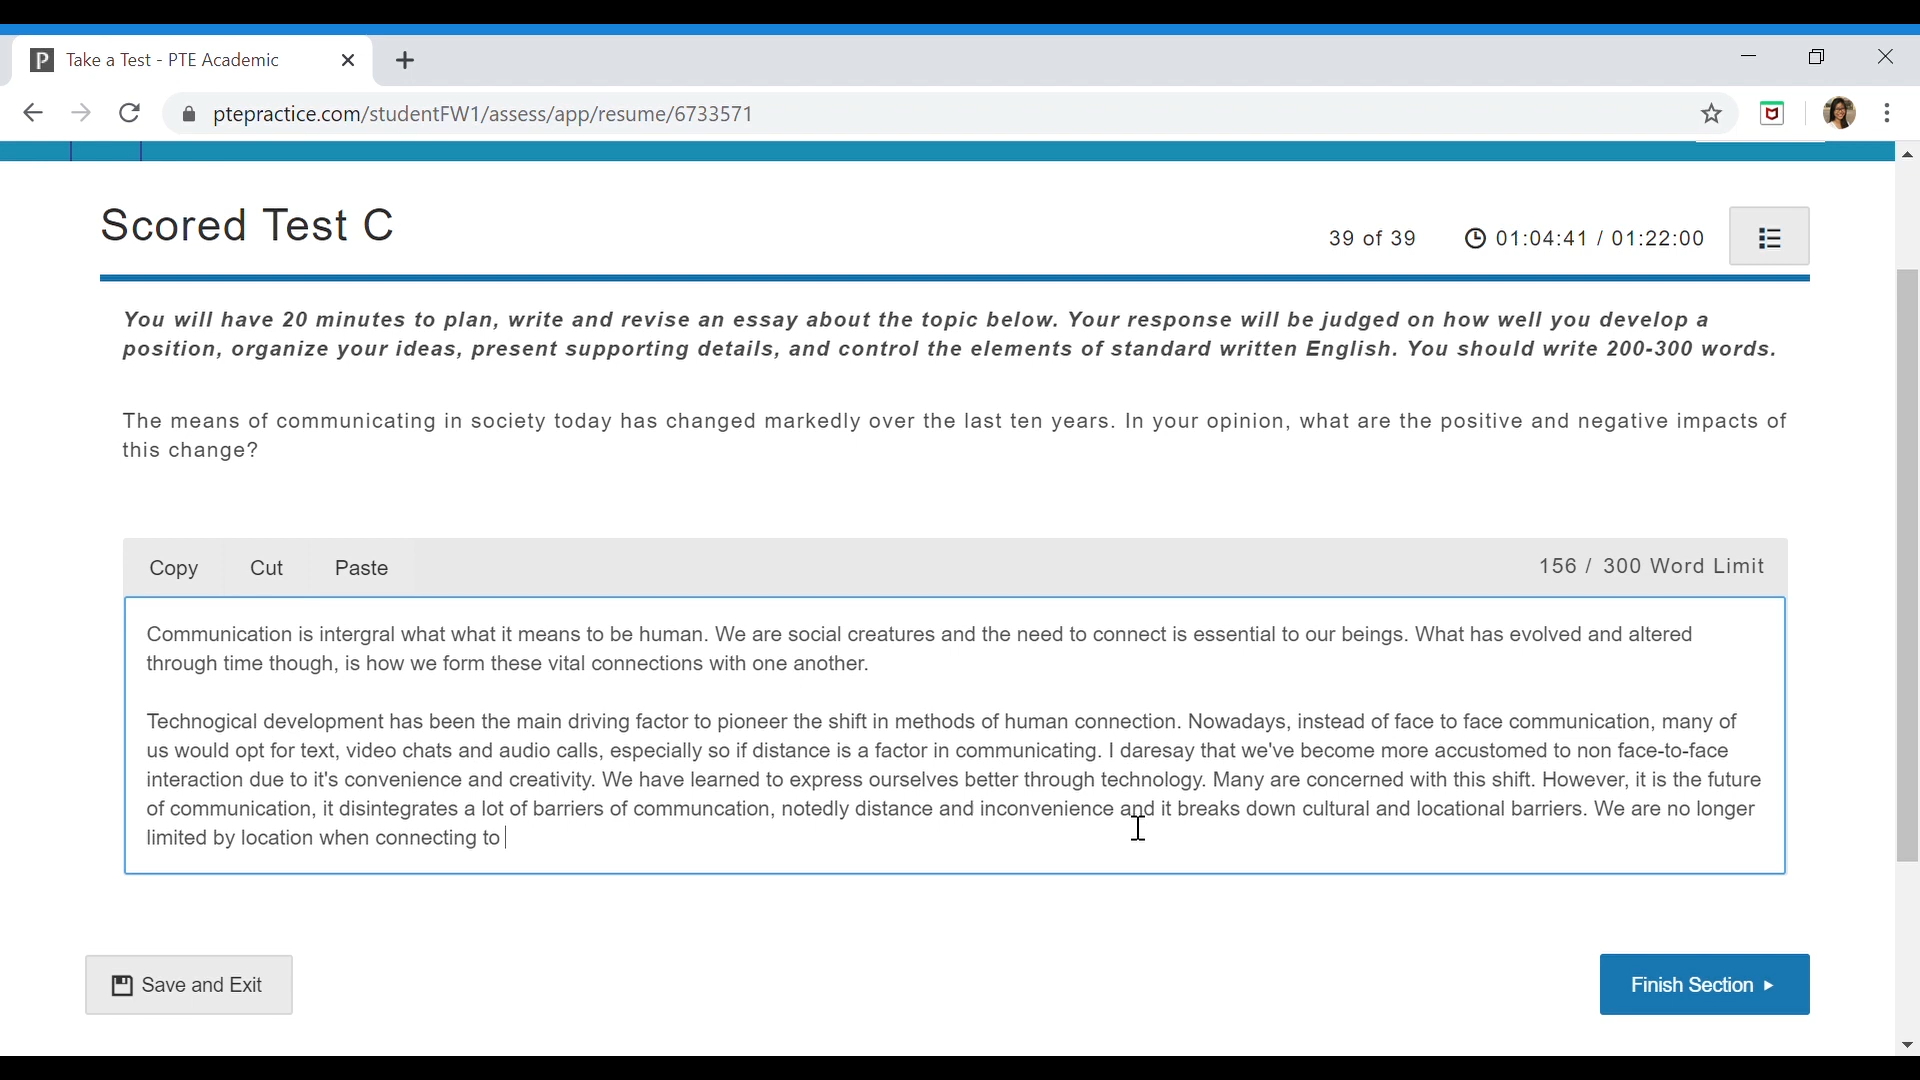 Take a Test - PTE Academic
ptepractice.com/studentFW1/assess/app/resume/6733571
Scored Test C
39 of 39 01:04:41 / 01:22:00
You will have 20 minutes to plan, write and revise an essay about the topic below. Your response will be judged on how well you develop a
position, organize your ideas, present supporting details, and control the elements of standard written English. You should write 200-300 words.
The means of communicating in society today has changed markedly over the last ten years. In your opinion, what are the positive and negative impacts of
this change?
Copy Cut Paste 156 / 300 Word Limit
Communication is intergral what what it means to be human. We are social creatures and the need to connect is essential to our beings. What has evolved and altered
through time though, is how we form these vital connections with one another.
Technogical development has been the main driving factor to pioneer the shift in methods of human connection. Nowadays, instead of face to face communication, many of
us would opt for text, video chats and audio calls, especially so if distance is a factor in communicating. I daresay that we've become more accustomed to non face-to-face
interaction due to it's convenience and creativity. We have learned to express ourselves better through technology. Many are concerned with this shift. However, it is the future
of communication, it disintegrates a lot of barriers of communcation, notedly distance and inconvenience and it breaks down cultural and locational barriers. We are no longer
limited by location when connecting to
Save and Exit Finish Section